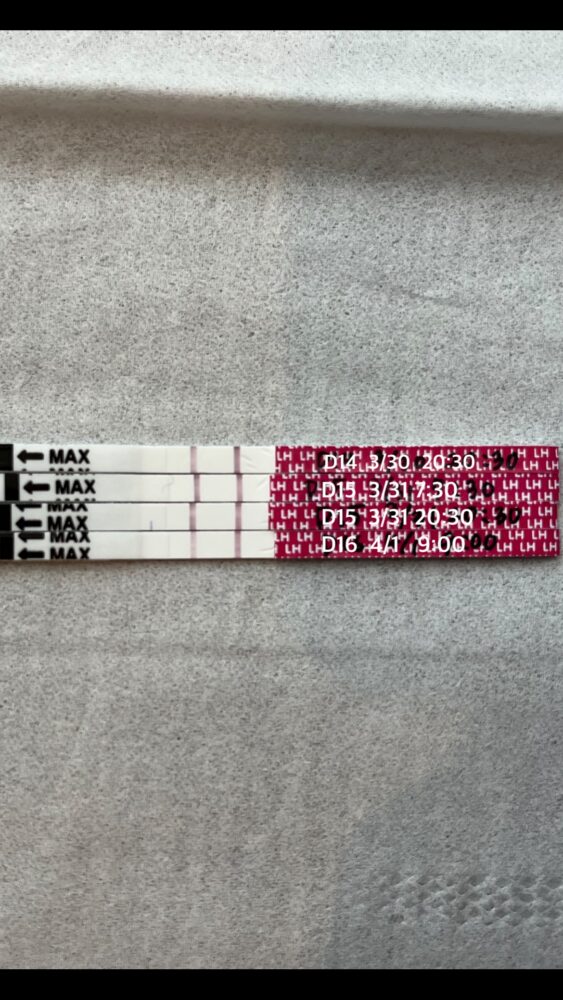 MAX D14 3/30 20:30
MAX D15 3/31 7:30
MAX D15 3/31 20:30
MAX D16 4/1 9:00
LH